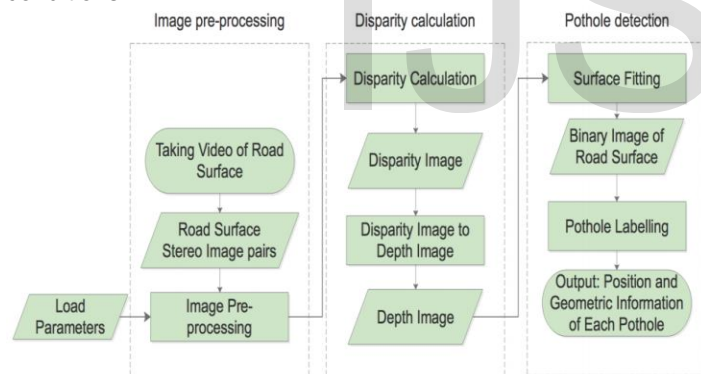 Image pre-processing
Disparity calculation
Pothole detection
Taking Video of Road
Surface
Road Surface
Stereo Image pairs
Load
Parameters
Image Pre-
processing
Disparity Calculation
Disparity Image
Disparity Image to
Depth Image
Depth Image
Surface Fitting
Binary Image of
Road Surface
Pothole Labelling
Output: Position and
Geometric Information
of Each Pothole
IJS